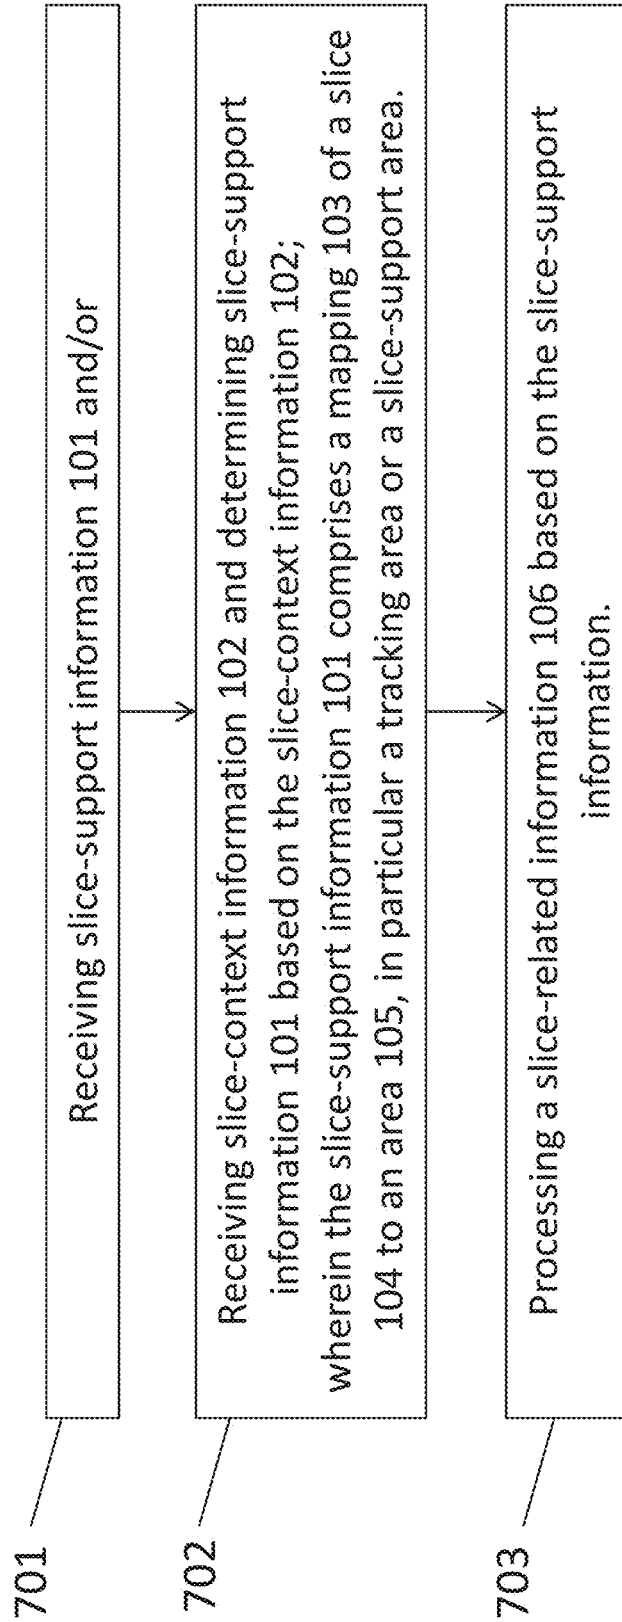 701
Receiving slice-support information 101 and/or
702
Receiving slice-context information 102 and determining slice-support
information 101 based on the slice-context information 102;
wherein the slice-support information 101 comprises a mapping 103 of a slice
104 to an area 105, in particular a tracking area or a slice-support area.
703
Processing a slice-related information 106 based on the slice-support
information.